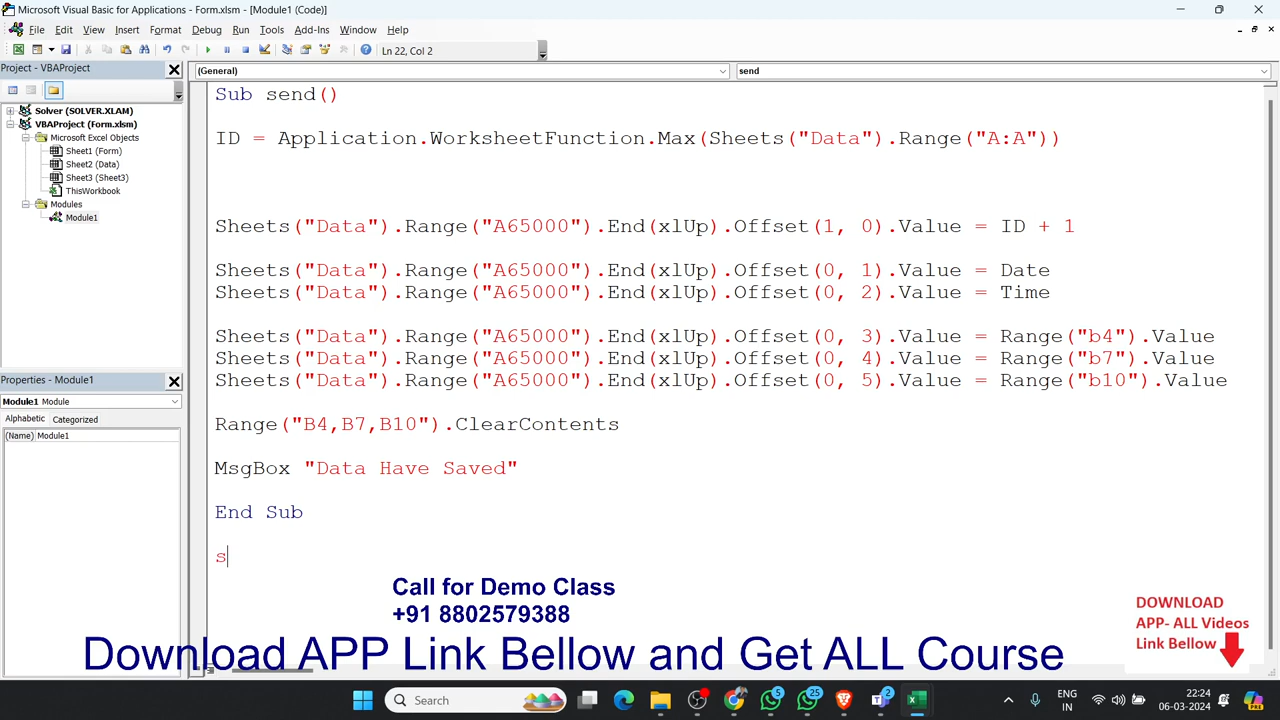 Microsoft Visual Basic for Applications - Form.xlsm - [Module1 (Code)]
File Edit View Insert Format Debug Run Tools Add-Ins Window Help
Ln 22, Col 2
Project - VBAProject
(General) send
Solver (SOLVER.XLAM)
VBAProject (Form.xlsm)
Microsoft Excel Objects
Sheet1 (Form)
Sheet2 (Data)
Sheet3 (Sheet3)
ThisWorkbook
Modules
Module1
Properties - Module1
Module1 Module
Alphabetic Categorized
(Name) Module1
Sub send()
ID = Application.WorksheetFunction.Max(Sheets("Data").Range("A:A"))
Sheets("Data").Range("A65000").End(xlUp).Offset(1, 0).Value = ID + 1
Sheets("Data").Range("A65000").End(xlUp).Offset(0, 1).Value = Date
Sheets("Data").Range("A65000").End(xlUp).Offset(0, 2).Value = Time
Sheets("Data").Range("A65000").End(xlUp).Offset(0, 3).Value = Range("b4").Value
Sheets("Data").Range("A65000").End(xlUp).Offset(0, 4).Value = Range("b7").Value
Sheets("Data").Range("A65000").End(xlUp).Offset(0, 5).Value = Range("b10").Value
Range("B4,B7,B10").ClearContents
MsgBox "Data Have Saved"
End Sub
s
Call for Demo Class
+91 8802579388
Download APP Link Bellow and Get ALL Course
DOWNLOAD
APP- ALL Videos
Link Bellow
Search
5
25
2
ENG
IN
22:24
06-03-2024